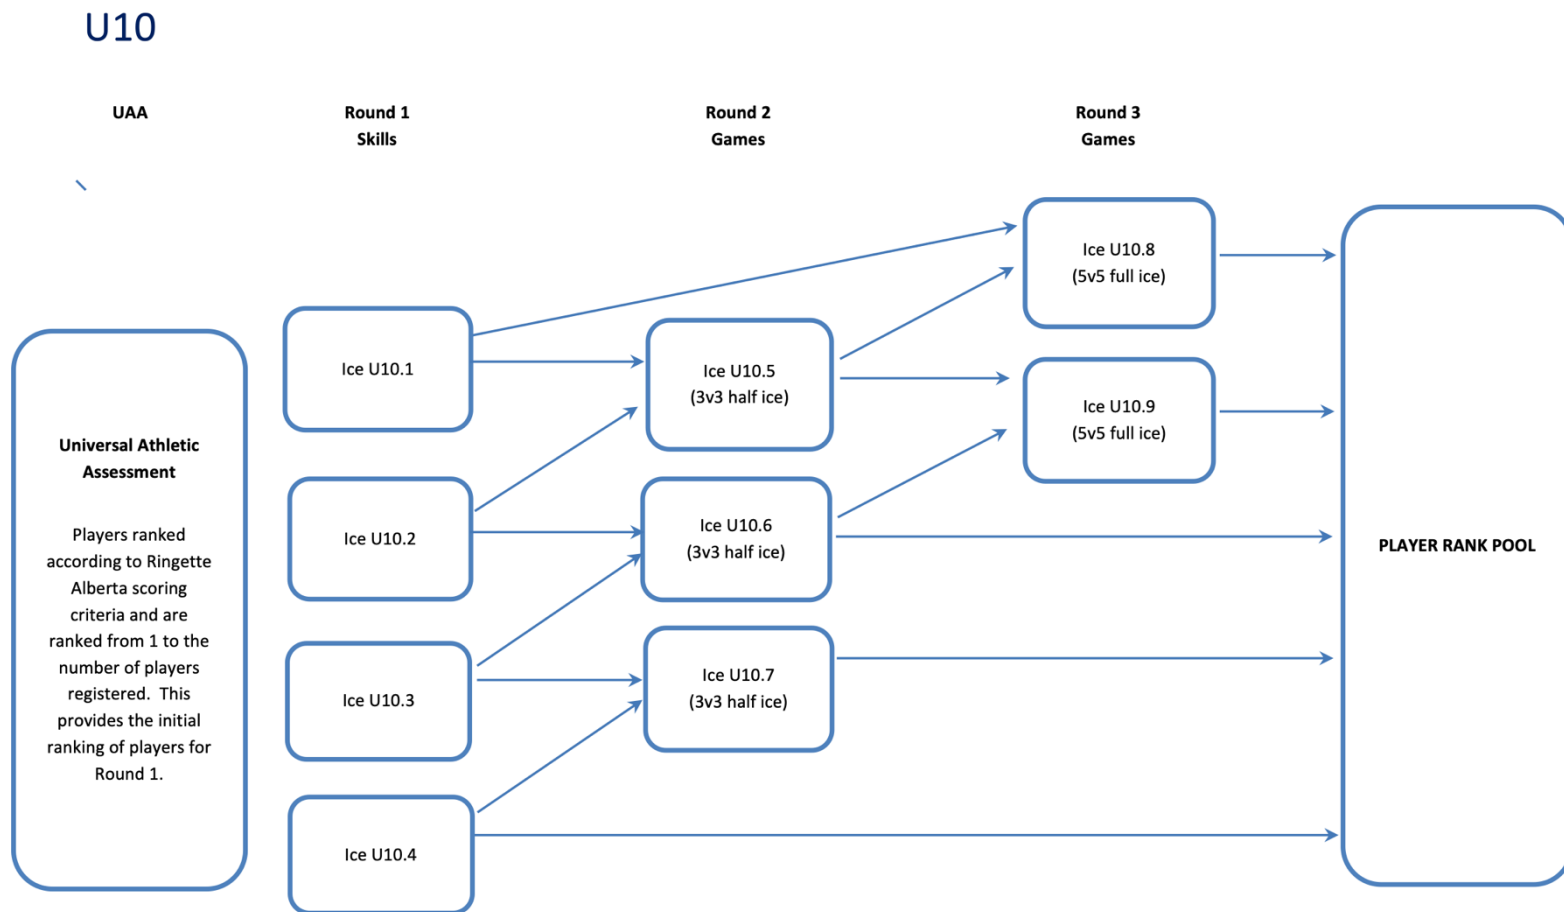 U10
UAA
Round 1
Skills
Round 2
Games
Round 3
Games
Universal Athletic
Assessment
Players ranked
according to Ringette
Alberta scoring
criteria and are
ranked from 1 to the
number of players
registered.  This
provides the initial
ranking of players for
Round 1.
Ice U10.1
Ice U10.2
Ice U10.3
Ice U10.4
Ice U10.5
(3v3 half ice)
Ice U10.6
(3v3 half ice)
Ice U10.7
(3v3 half ice)
Ice U10.8
(5v5 full ice)
Ice U10.9
(5v5 full ice)
PLAYER RANK POOL